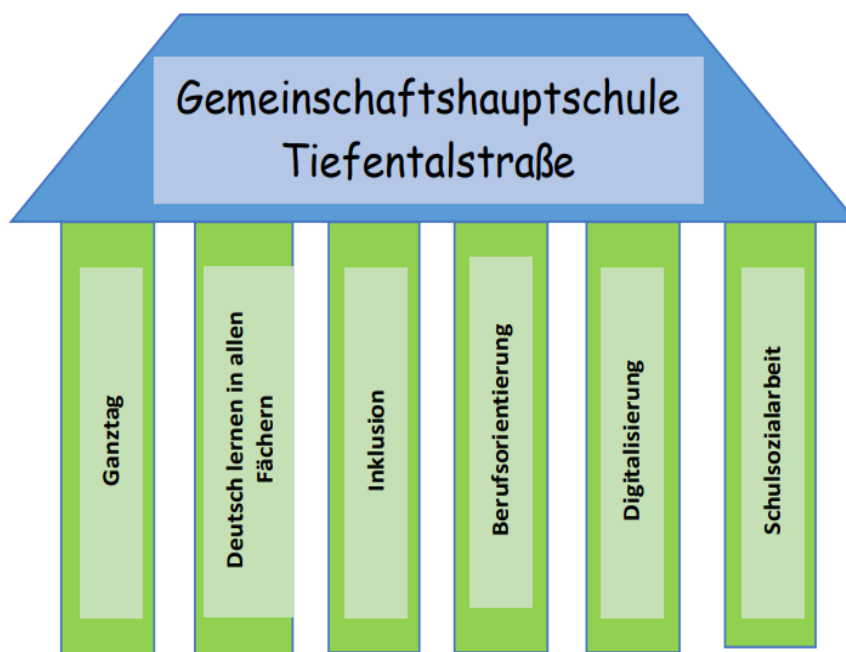 Gemeinschaftshauptschule
Tiefentalstraße
Ganztag
Deutsch lernen in allen
Fächern
Inklusion
Berufsorientierung
Digitalisierung
Schulsozialarbeit